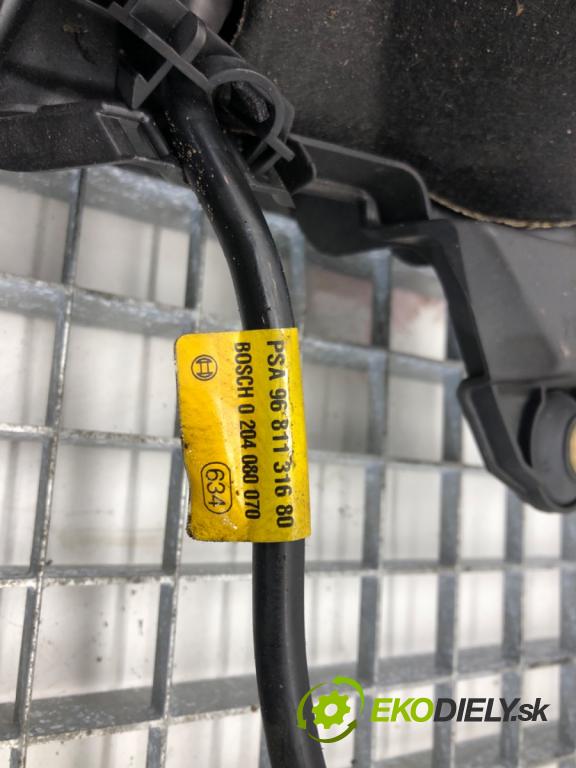 PSA 96 811 316 80
BOSCH 0 204 080 070
634
EKODIELY.sk